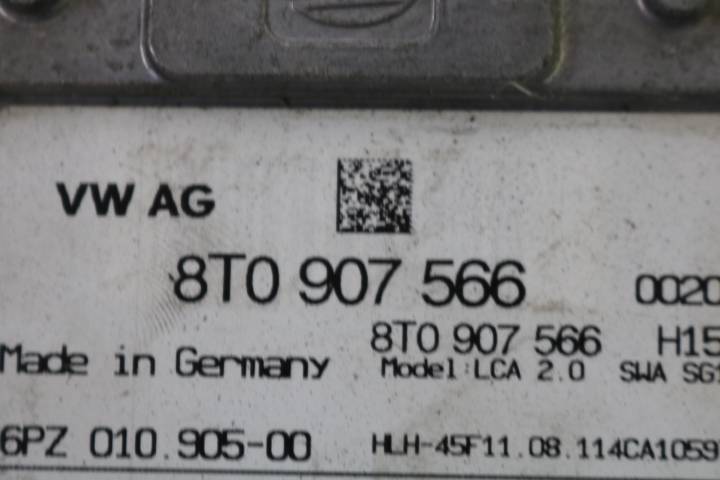 VW AG
8T0 907 566 0020
8T0 907 566 H15
Made in Germany Model:LCA 2.0 SWA SG1
6PZ 010.905-00 HLH-45F11.08.114CA1059